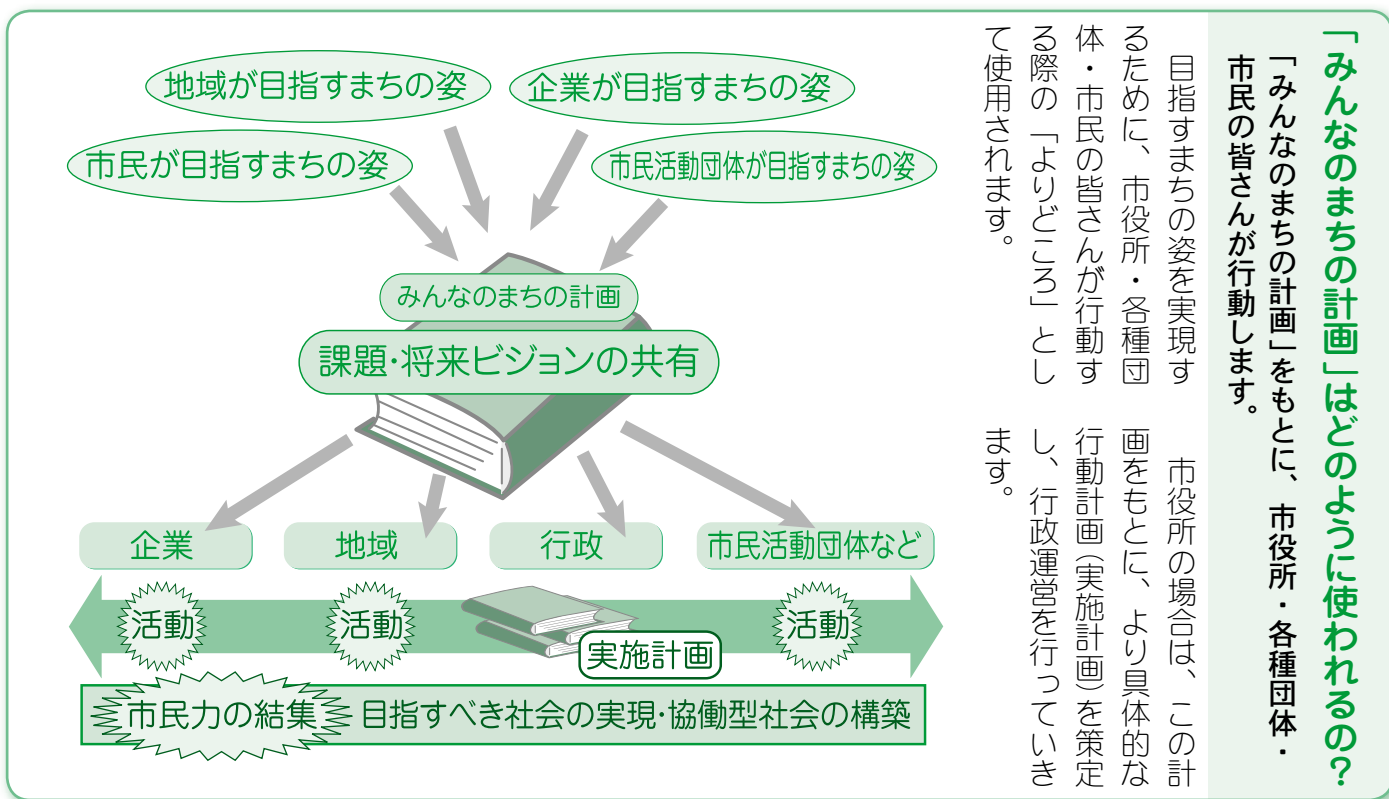 「みんなのまちの計画」はどのように使われるの？
「みんなのまちの計画」をもとに、市役所・各種団体・
市民の皆さんが行動します。
目指すまちの姿を実現す
るために、市役所・各種団
体・市民の皆さんが行動す
る際の「よりどころ」とし
て使用されます。
市役所の場合は、この計
画をもとに、より具体的な
行動計画（実施計画）を策定
し、行政運営を行っていき
ます。
地域が目指すまちの姿
企業が目指すまちの姿
市民が目指すまちの姿
市民活動団体が目指すまちの姿
みんなのまちの計画
課題・将来ビジョンの共有
企業
地域
行政
市民活動団体など
活動
活動
実施計画
活動
市民力の結集
目指すべき社会の実現・協働型社会の構築